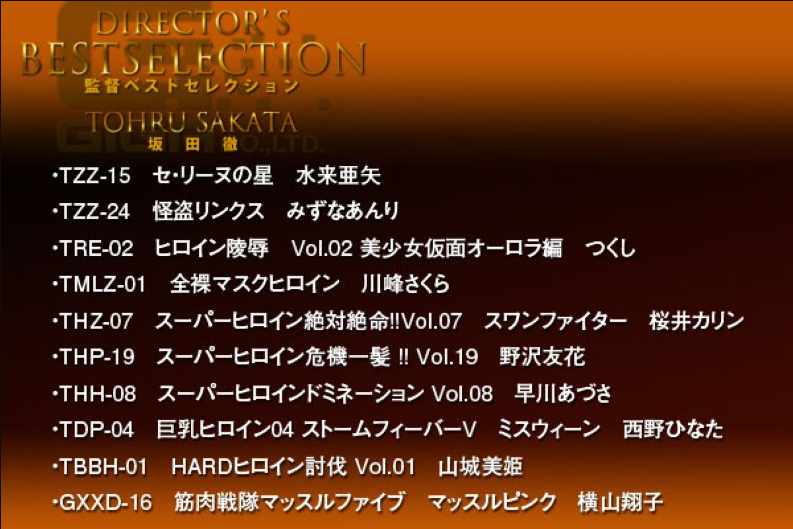 DIRECTOR'S
BESTSELECTION
監督ベストセレクション
TOHRU SAKATA
坂田 徹
CO.,LTD.
・TZZ-15 セ・リーヌの星 水来亜矢
・TZZ-24 怪盗リンクス みずなあんり
・TRE-02 ヒロイン陵辱 Vol.02 美少女仮面オーロラ編 つくし
・TMLZ-01 全裸マスクヒロイン 川峰さくら
・THZ-07 スーパーヒロイン絶対絶命!!Vol.07 スワンファイター 桜井カリン
・THP-19 スーパーヒロイン危機一髪 !! Vol.19 野沢友花
・THH-08 スーパーヒロインドミネーション Vol.08 早川あづさ
・TDP-04 巨乳ヒロイン04 ストームフィーバーV ミスウィーン 西野ひなた
・TBBH-01 HARDヒロイン討伐 Vol.01 山城美姫
・GXXD-16 筋肉戦隊マッスルファイブ マッスルピンク 横山翔子